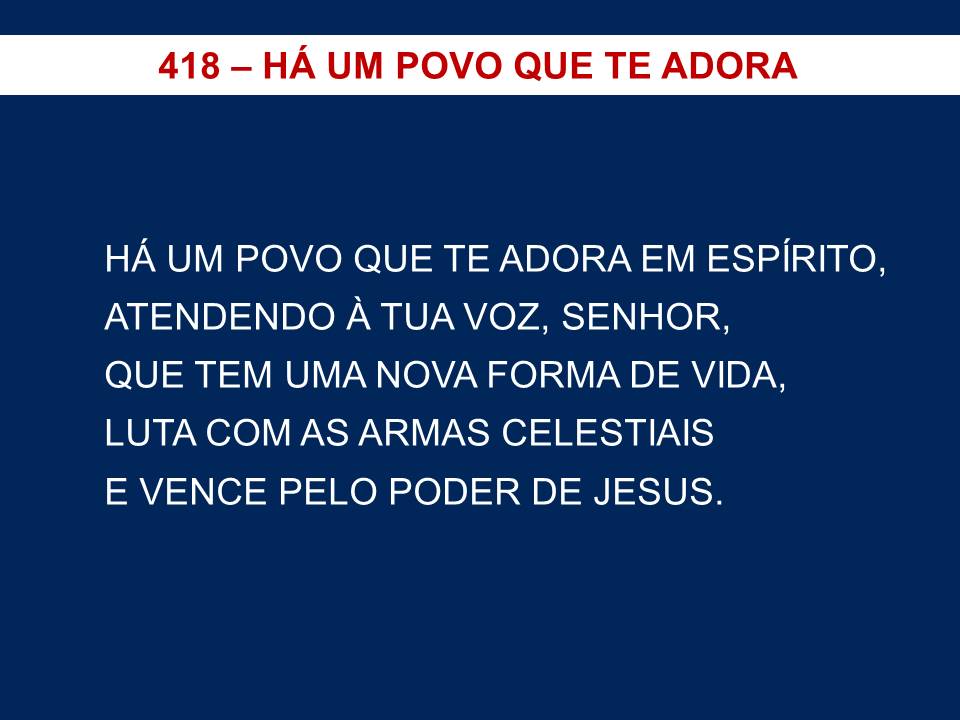 418 – HÁ UM POVO QUE TE ADORA
HÁ UM POVO QUE TE ADORA EM ESPÍRITO,
ATENDENDO À TUA VOZ, SENHOR,
QUE TEM UMA NOVA FORMA DE VIDA,
LUTA COM AS ARMAS CELESTIAIS
E VENCE PELO PODER DE JESUS.